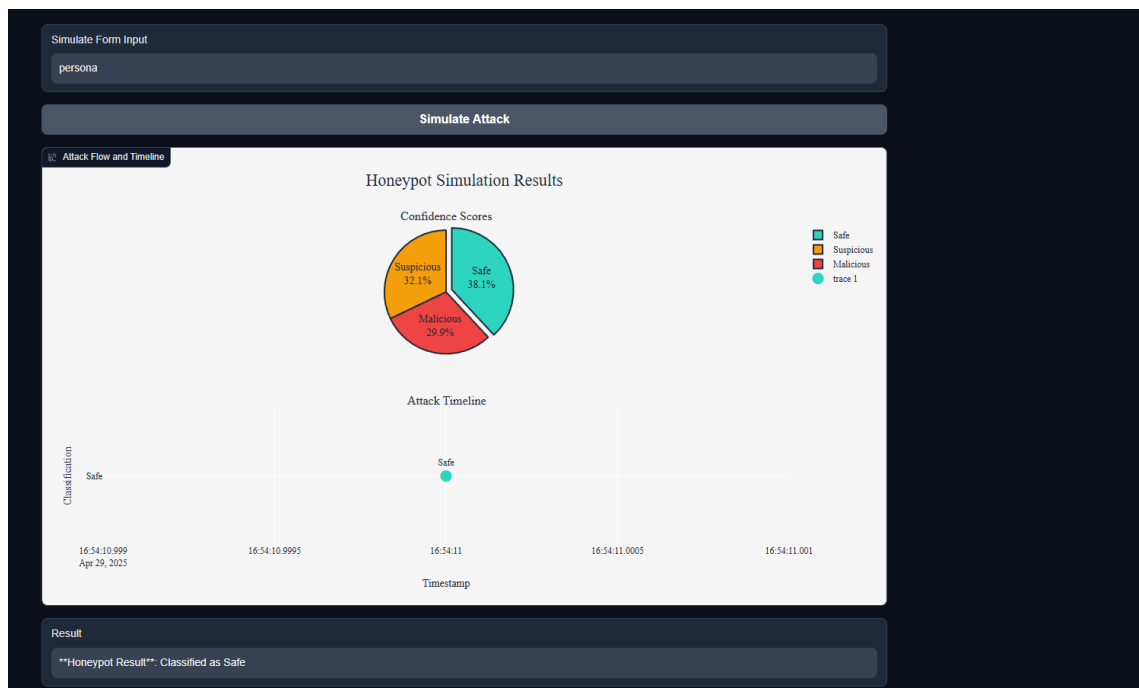 Simulate Form Input
persona
Simulate Attack
Attack Flow and Timeline
Honeypot Simulation Results
Confidence Scores
Safe
38.1%
Suspicious
32.1%
Malicious
29.9%
Safe
Suspicious
Malicious
trace 1
Attack Timeline
Classification
Safe
Safe
16:54:10.999
Apr 29, 2025
16:54:10.9995
16:54:11
16:54:11.0005
16:54:11.001
Timestamp
Result
**Honeypot Result**: Classified as Safe